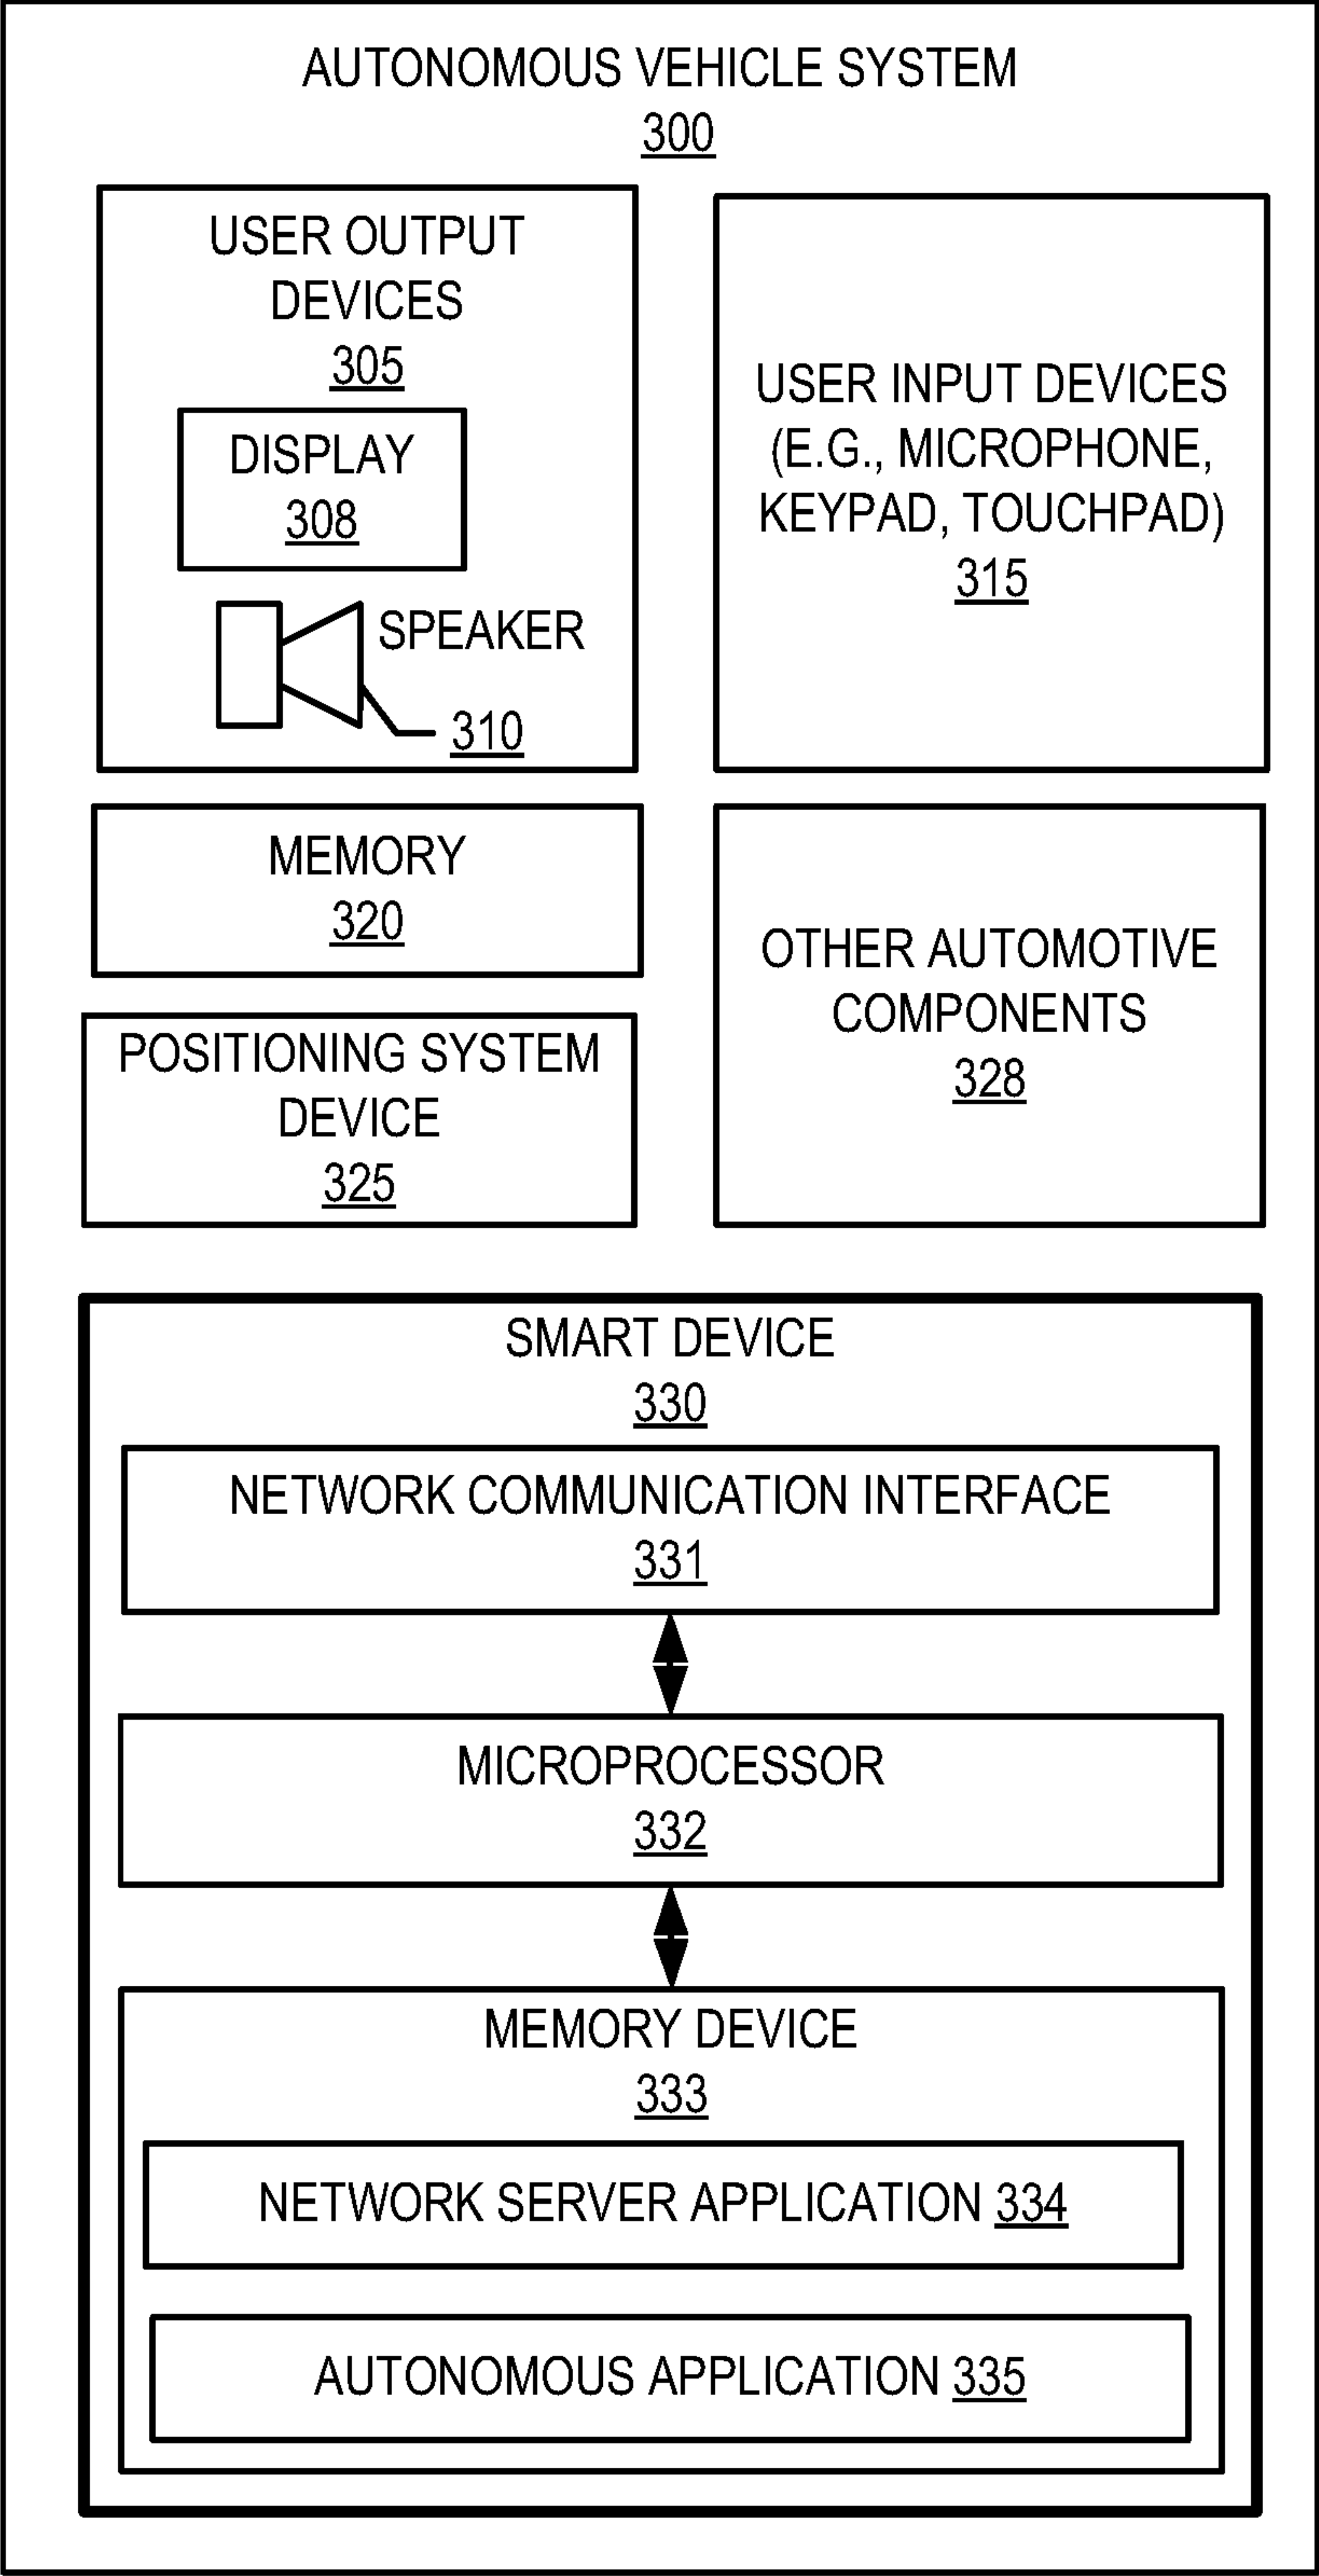 AUTONOMOUS VEHICLE SYSTEM
300
USER OUTPUT
DEVICES
305
DISPLAY
308
SPEAKER
310
USER INPUT DEVICES
(E.G., MICROPHONE,
KEYPAD, TOUCHPAD)
315
MEMORY
320
OTHER AUTOMOTIVE
COMPONENTS
328
POSITIONING SYSTEM
DEVICE
325
SMART DEVICE
330
NETWORK COMMUNICATION INTERFACE
331
MICROPROCESSOR
332
MEMORY DEVICE
333
NETWORK SERVER APPLICATION 334
AUTONOMOUS APPLICATION 335